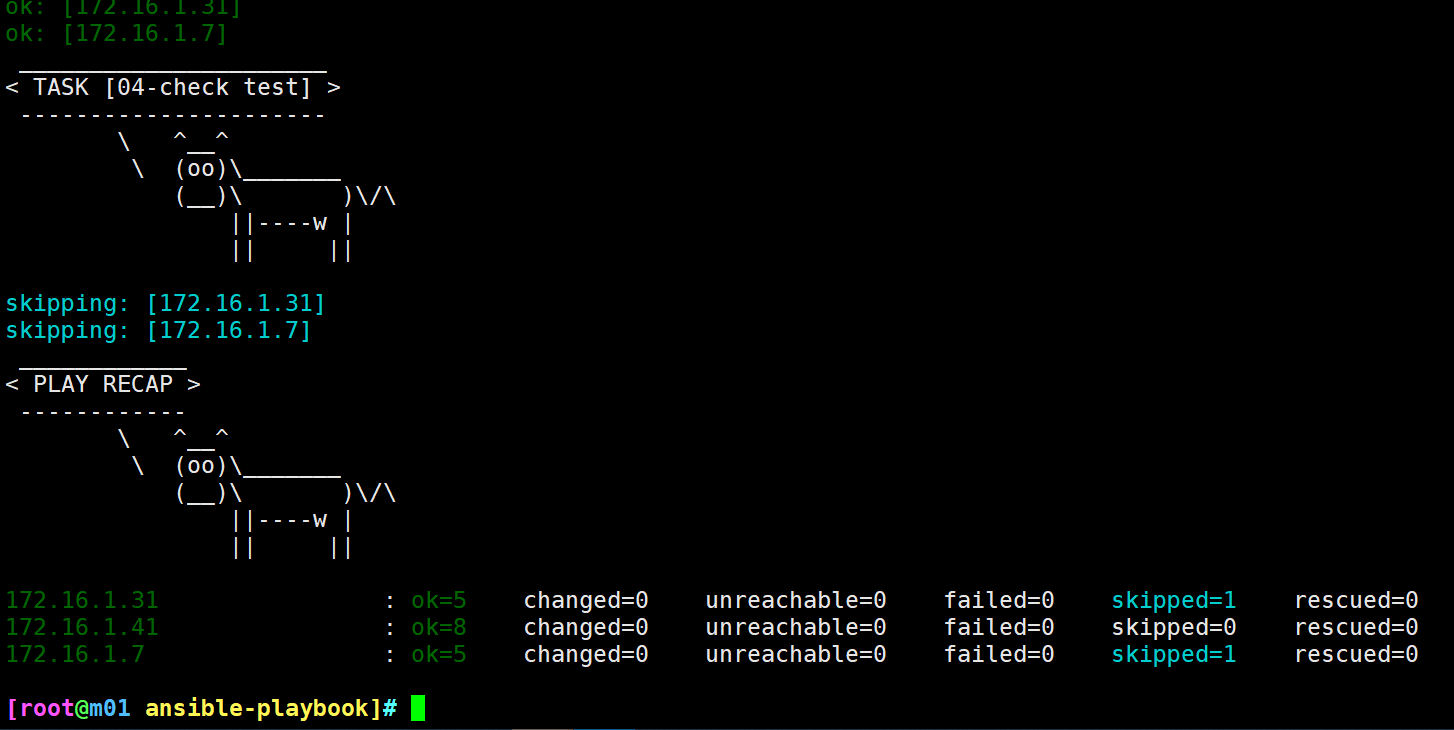 ok: [172.16.1.31]
ok: [172.16.1.7]
 ______________________
< TASK [04-check test] >
 ----------------------
        \   ^__^
         \  (oo)\_______
            (__)\       )\/\
                ||----w |
                ||     ||
skipping: [172.16.1.31]
skipping: [172.16.1.7]
 ____________
< PLAY RECAP >
 ------------
        \   ^__^
         \  (oo)\_______
            (__)\       )\/\
                ||----w |
                ||     ||
172.16.1.31                : ok=5    changed=0    unreachable=0    failed=0    skipped=1    rescued=0
172.16.1.41                : ok=8    changed=0    unreachable=0    failed=0    skipped=0    rescued=0
172.16.1.7                 : ok=5    changed=0    unreachable=0    failed=0    skipped=1    rescued=0
[root@m01 ansible-playbook]#